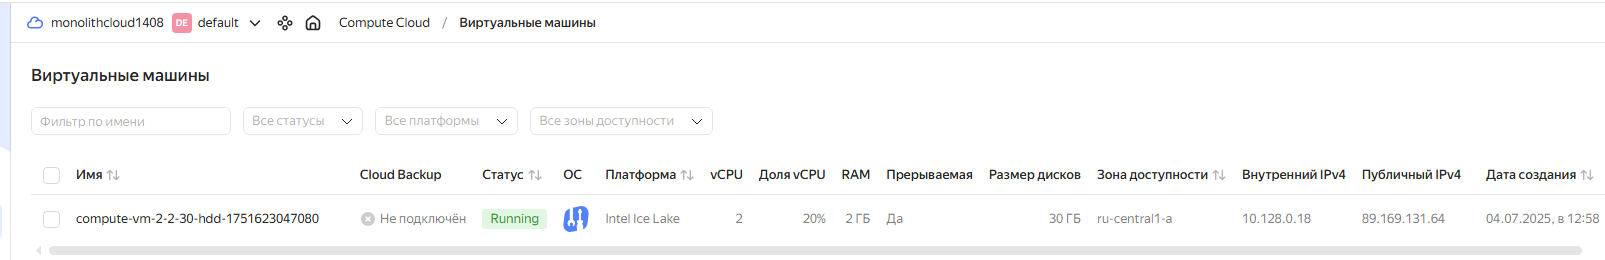 monolithcloud1408 DE default Compute Cloud / Виртуальные машины
Виртуальные машины
Фильтр по имени Все статусы Все платформы Все зоны доступности
Имя Cloud Backup Статус ОС Платформа vCPU Доля vCPU RAM Прерываемая Размер дисков Зона доступности Внутренний IPv4 Публичный IPv4 Дата создания
compute-vm-2-2-30-hdd-1751623047080 Не подключён Running Intel Ice Lake 2 20% 2 ГБ Да 30 ГБ ru-central1-a 10.128.0.18 89.169.131.64 04.07.2025, в 12:58